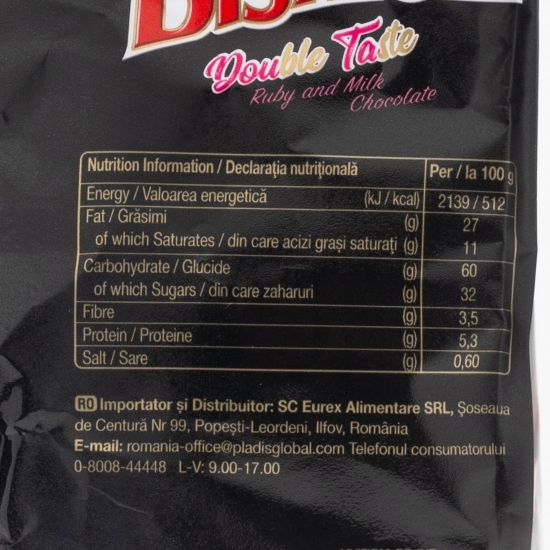 Double Taste
Ruby and Milk
Chocolate
Nutrition Information / Declarația nutrițională Per / la 100 g
Energy / Valoarea energetică (kJ / kcal) 2139 / 512
Fat / Grăsimi (g) 27
of which Saturates / din care acizi grași saturați (g) 11
Carbohydrate / Glucide (g) 60
of which Sugars / din care zaharuri (g) 32
Fibre (g) 3,5
Protein / Proteine (g) 5,3
Salt / Sare (g) 0,60
RO Importator și Distribuitor: SC Eurex Alimentare SRL, Șoseaua
de Centură Nr 99, Popești-Leordeni, Ilfov, România
E-mail: romania-office@pladisglobal.com Telefonul consumatorului
0-8008-44448 L-V: 9.00-17.00